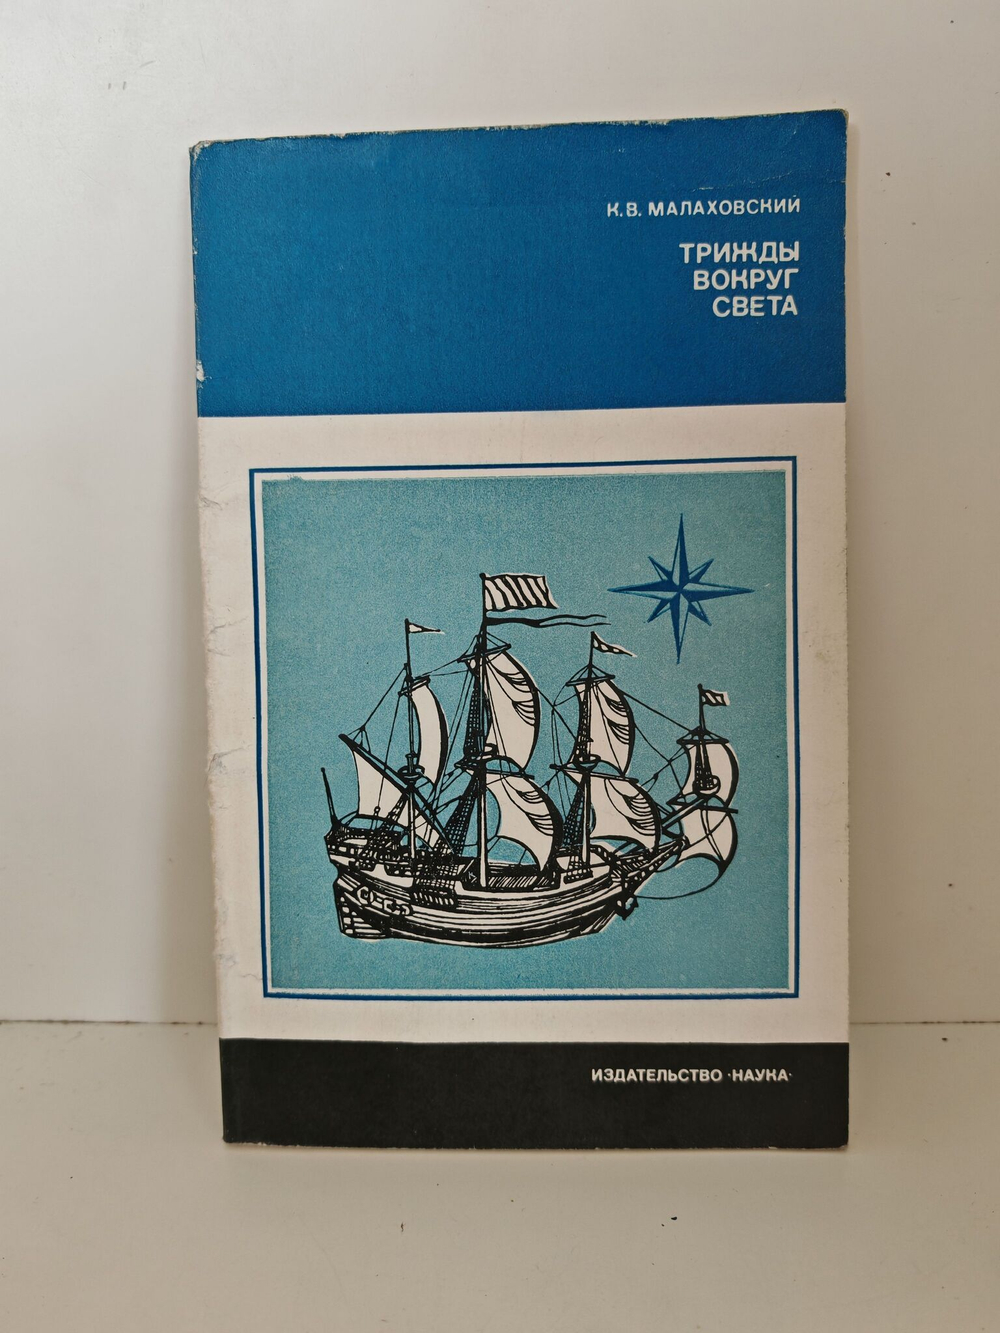 К.В. МАЛАХОВСКИЙ
ТРИЖДЫ
ВОКРУГ
СВЕТА
ИЗДАТЕЛЬСТВО ·НАУКА·